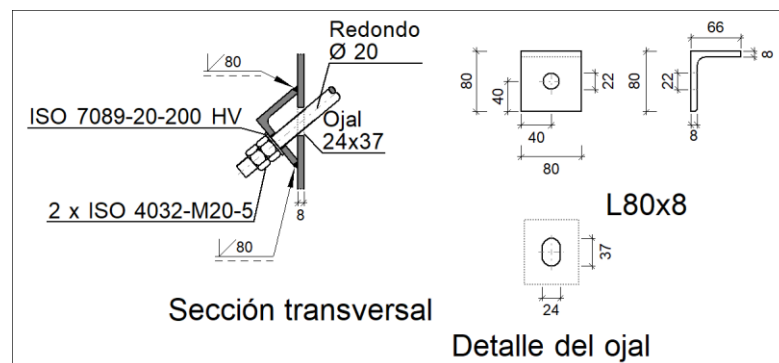 Redondo
Ø 20
80
ISO 7089-20-200 HV
Ojal
24x37
2 x ISO 4032-M20-5
8
80
Sección transversal
80
40
22
40
80
66
8
80
22
8
L80x8
37
24
Detalle del ojal